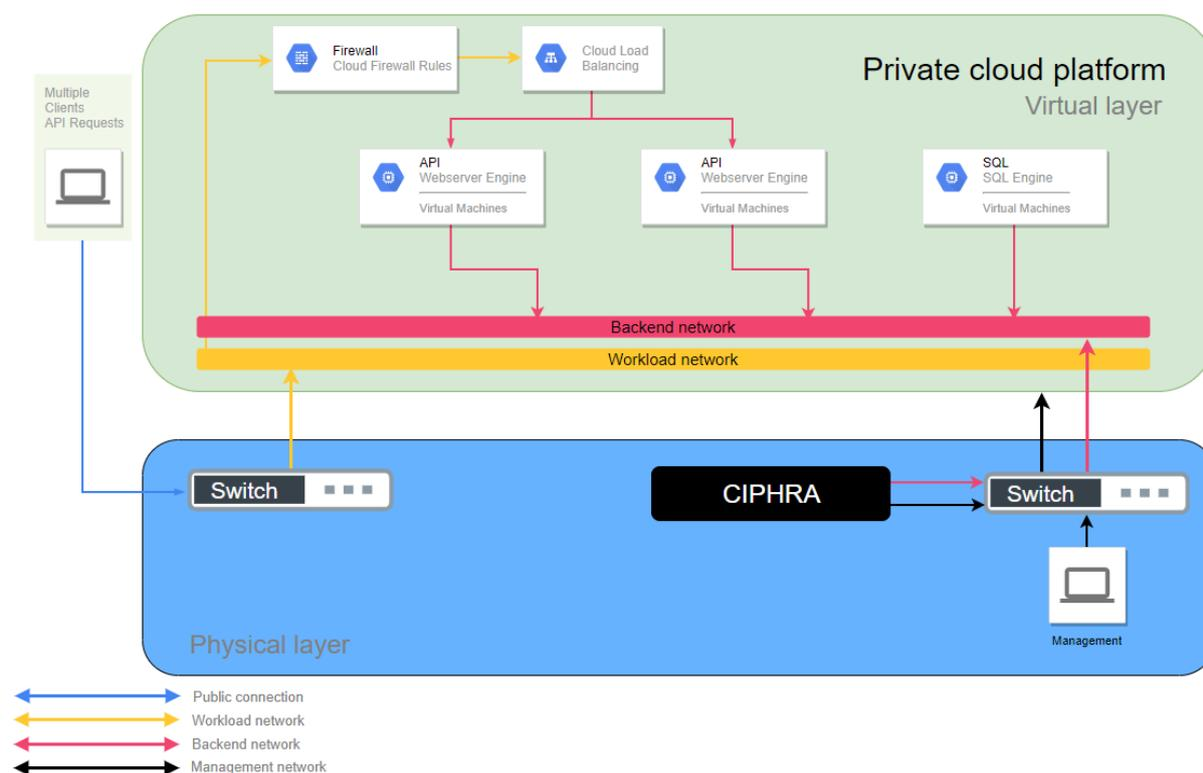 Firewall
Cloud Firewall Rules
Cloud Load
Balancing
Private cloud platform
Virtual layer
Multiple
Clients
API Requests
API
Webserver Engine
Virtual Machines
API
Webserver Engine
Virtual Machines
SQL
SQL Engine
Virtual Machines
Backend network
Workload network
Switch
CIPHRA
Switch
Management
Physical layer
Public connection
Workload network
Backend network
Management network